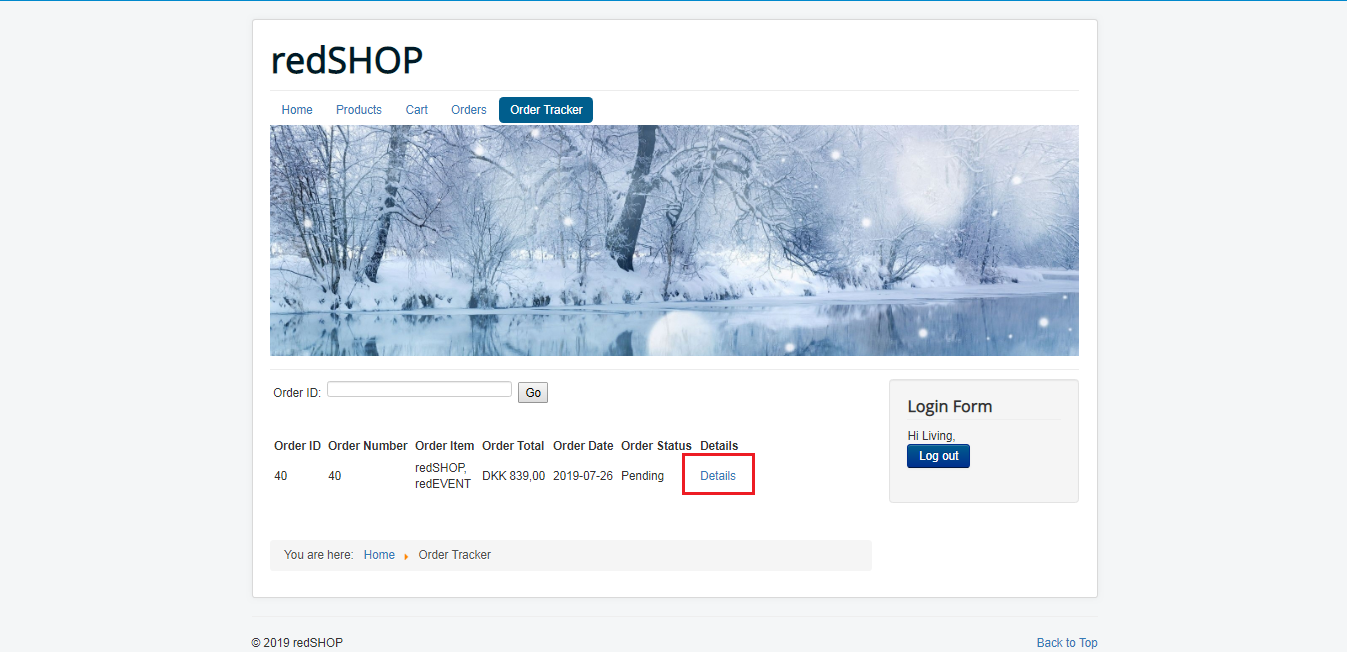 redSHOP
Home Products Cart Orders Order Tracker
Order ID: Go
Order ID Order Number Order Item Order Total Order Date Order Status Details
40 40 redSHOP, redEVENT DKK 839,00 2019-07-26 Pending Details
Login Form
Hi Living,
Log out
You are here: Home Order Tracker
© 2019 redSHOP Back to Top